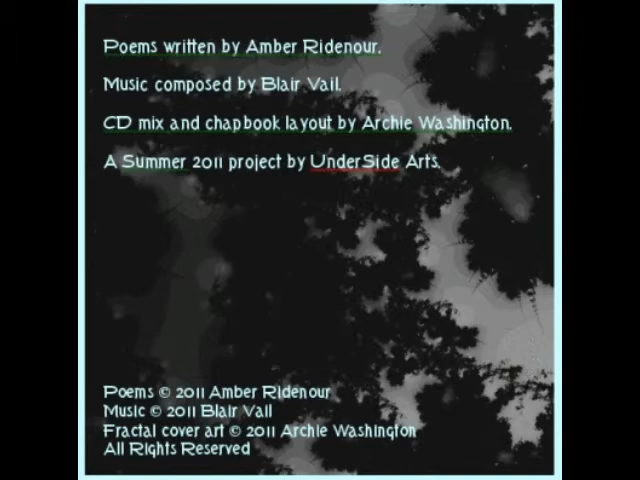 Poems written by Amber Ridenour.
Music composed by Blair Vail.
CD mix and chapbook layout by Archie Washington.
A Summer 2011 project by UnderSide Arts.
Poems © 2011 Amber Ridenour
Music © 2011 Blair Vail
Fractal cover art © 2011 Archie Washington
All Rights Reserved